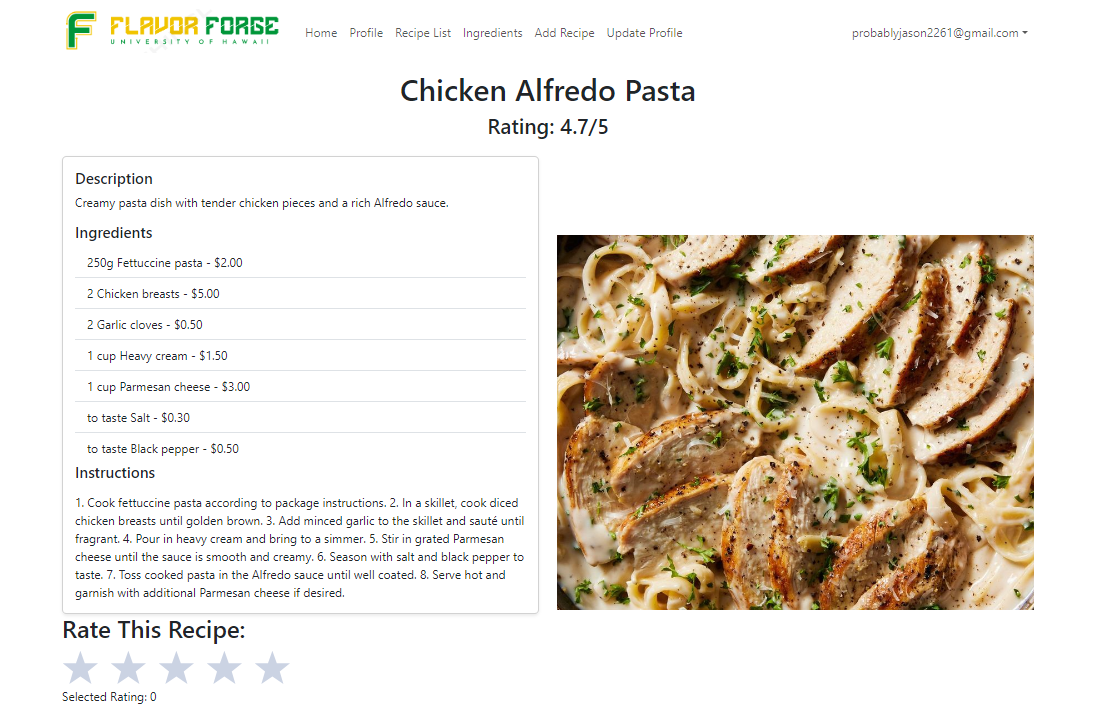 FLAVOR FORGE
UNIVERSITY OF HAWAII
Home Profile Recipe List Ingredients Add Recipe Update Profile
probablyjason2261@gmail.com
Chicken Alfredo Pasta
Rating: 4.7/5
Description
Creamy pasta dish with tender chicken pieces and a rich Alfredo sauce.
Ingredients
250g Fettuccine pasta - $2.00
2 Chicken breasts - $5.00
2 Garlic cloves - $0.50
1 cup Heavy cream - $1.50
1 cup Parmesan cheese - $3.00
to taste Salt - $0.30
to taste Black pepper - $0.50
Instructions
1. Cook fettuccine pasta according to package instructions. 2. In a skillet, cook diced
chicken breasts until golden brown. 3. Add minced garlic to the skillet and sauté until
fragrant. 4. Pour in heavy cream and bring to a simmer. 5. Stir in grated Parmesan
cheese until the sauce is smooth and creamy. 6. Season with salt and black pepper to
taste. 7. Toss cooked pasta in the Alfredo sauce until well coated. 8. Serve hot and
garnish with additional Parmesan cheese if desired.
Rate This Recipe:
Selected Rating: 0